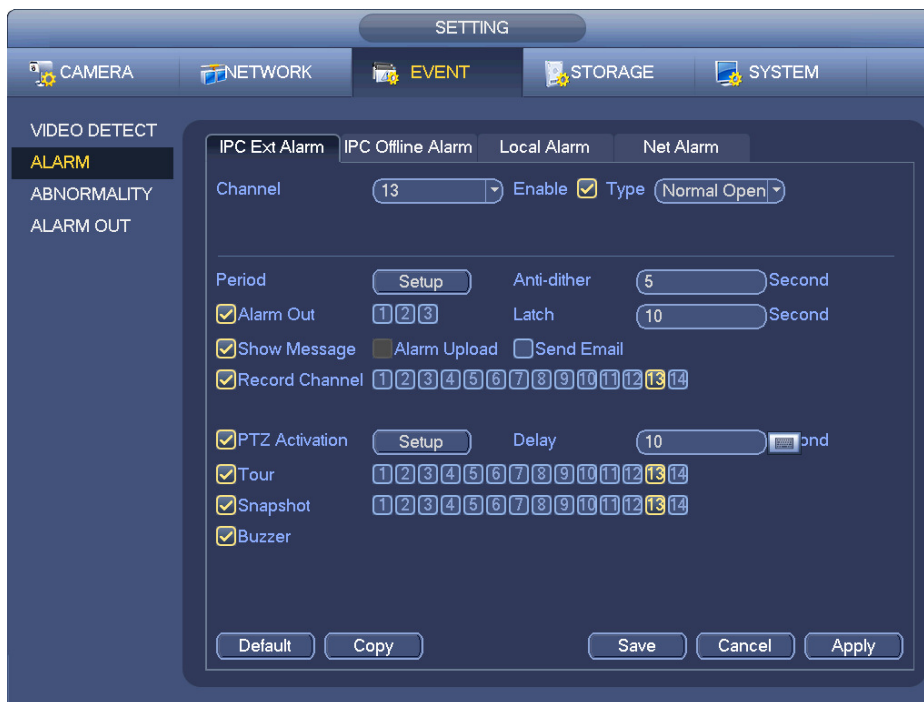 SETTING
CAMERA NETWORK EVENT STORAGE SYSTEM
VIDEO DETECT
ALARM
ABNORMALITY
ALARM OUT
IPC Ext Alarm IPC Offline Alarm Local Alarm Net Alarm
Channel 13 Enable Type Normal Open
Period Setup Anti-dither 5 Second
Alarm Out 1 2 3 Latch 10 Second
Show Message Alarm Upload Send Email
Record Channel 1 2 3 4 5 6 7 8 9 10 11 12 13 14
PTZ Activation Setup Delay 10 ond
Tour 1 2 3 4 5 6 7 8 9 10 11 12 13 14
Snapshot 1 2 3 4 5 6 7 8 9 10 11 12 13 14
Buzzer
Default Copy Save Cancel Apply